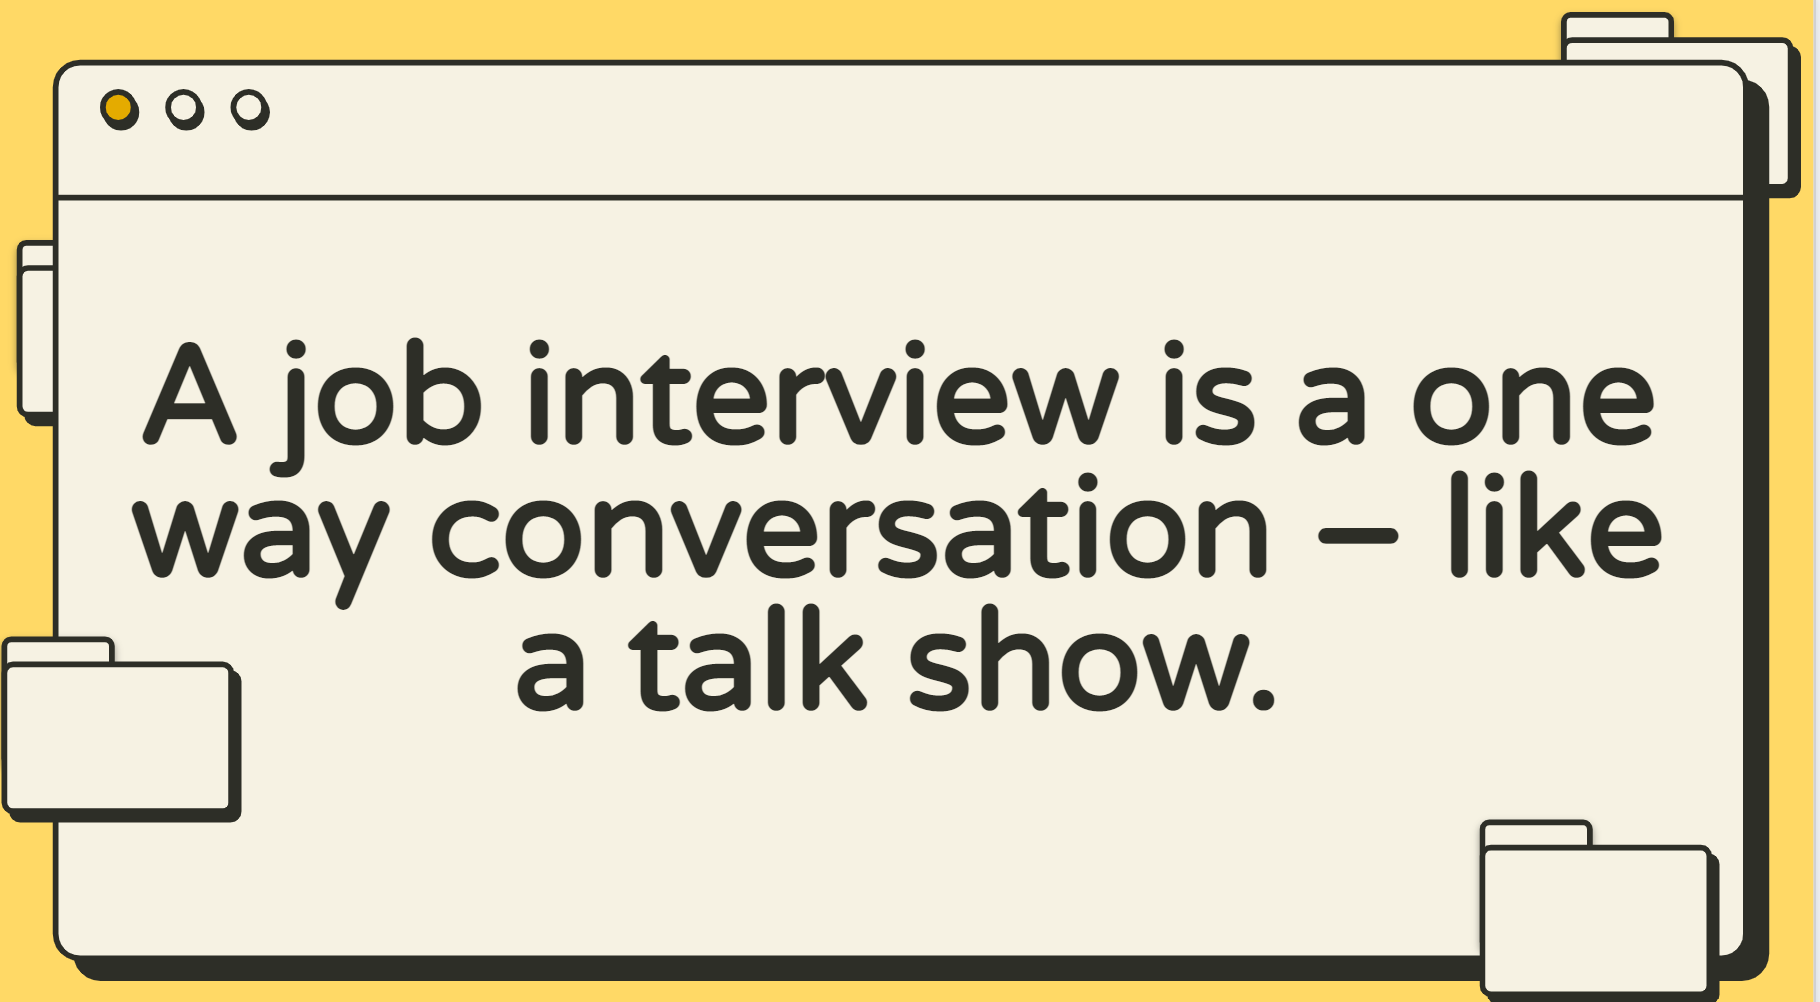 A job interview is a one
way conversation – like
a talk show.